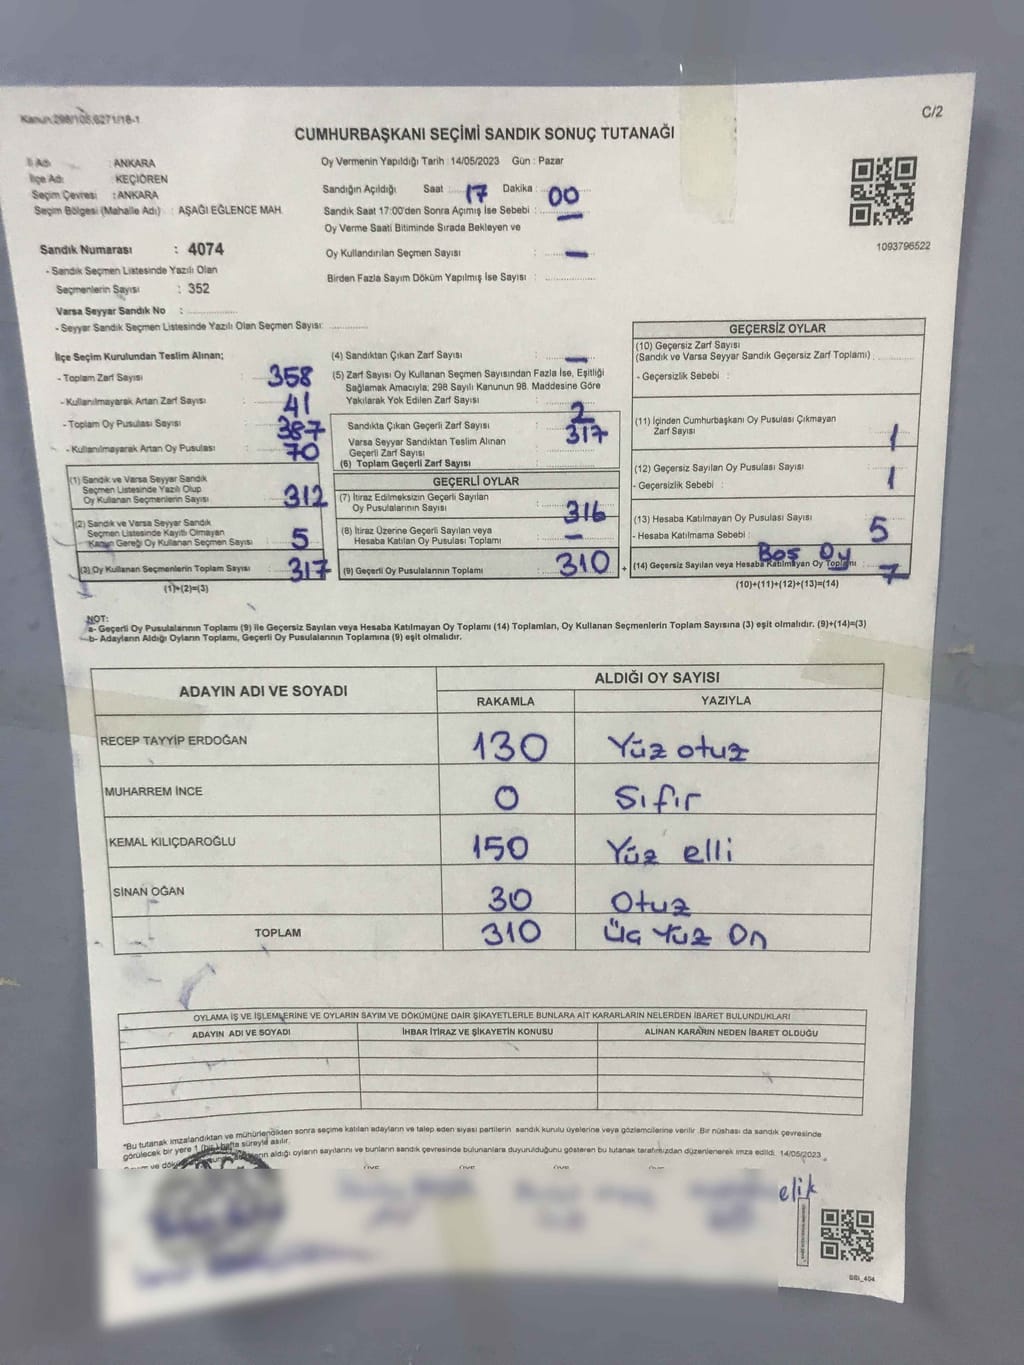 Kanun:298/105,6271/18-1
C/2
CUMHURBAŞKANI SEÇİMİ SANDIK SONUÇ TUTANAĞI
İl Adı : ANKARA
İlçe Adı : KEÇİÖREN
Seçim Çevresi : ANKARA
Seçim Bölgesi (Mahalle Adı) : AŞAĞI EĞLENCE MAH.
Oy Vermenin Yapıldığı Tarih : 14/05/2023 Gün : Pazar
Sandığın Açıldığı Saat 17 Dakika : 00
Sandık Saat 17:00'den Sonra Açımış İse Sebebi : —
Oy Verme Saati Bitiminde Sırada Bekleyen ve
Oy Kullandırılan Seçmen Sayısı : —
Birden Fazla Sayım Döküm Yapılmış İse Sayısı :
1093796522
Sandık Numarası : 4074
- Sandık Seçmen Listesinde Yazılı Olan
Seçmenlerin Sayısı : 352
Varsa Seyyar Sandık No :
- Seyyar Sandık Seçmen Listesinde Yazılı Olan Seçmen Sayısı:
İlçe Seçim Kurulundan Teslim Alınan;
- Toplam Zarf Sayısı : 358
- Kullanılmayarak Artan Zarf Sayısı : 41
- Toplam Oy Pusulası Sayısı : 387
- Kullanılmayarak Artan Oy Pusulası : 70
(1) Sandık ve Varsa Seyyar Sandık
Seçmen Listesinde Yazılı Olup
Oy Kullanan Seçmenlerin Sayısı : 312
(2) Sandık ve Varsa Seyyar Sandık
Seçmen Listesinde Kayıtlı Olmayan
Kanun Gereği Oy Kullanan Seçmen Sayısı : 5
(3) Oy Kullanan Seçmenlerin Toplam Sayısı : 317
(1)+(2)=(3)
(4) Sandıktan Çıkan Zarf Sayısı : —
(5) Zarf Sayısı Oy Kullanan Seçmen Sayısından Fazla İse, Eşitliği
Sağlamak Amacıyla; 298 Sayılı Kanunun 98. Maddesine Göre
Yakılarak Yok Edilen Zarf Sayısı : 2
Sandıkta Çıkan Geçerli Zarf Sayısı : 317
Varsa Seyyar Sandıktan Teslim Alınan
Geçerli Zarf Sayısı :
(6) Toplam Geçerli Zarf Sayısı :
GEÇERLİ OYLAR
(7) İtiraz Edilmeksizin Geçerli Sayılan
Oy Pusulalarının Sayısı : 316
(8) İtiraz Üzerine Geçerli Sayılan veya
Hesaba Katılan Oy Pusulası Toplamı : —
(9) Geçerli Oy Pusulalarının Toplamı : 310 +
GEÇERSİZ OYLAR
(10) Geçersiz Zarf Sayısı
(Sandık ve Varsa Seyyar Sandık Geçersiz Zarf Toplamı)
- Geçersizlik Sebebi :
(11) İçinden Cumhurbaşkanı Oy Pusulası Çıkmayan
Zarf Sayısı 1
(12) Geçersiz Sayılan Oy Pusulası Sayısı 1
- Geçersizlik Sebebi :
(13) Hesaba Katılmayan Oy Pusulası Sayısı 5
- Hesaba Katılmama Sebebi : Boş Oy
(14) Geçersiz Sayılan veya Hesaba Katılmayan Oy Toplamı : 7
(10)+(11)+(12)+(13)=(14)
NOT:
a- Geçerli Oy Pusulalarının Toplamı (9) ile Geçersiz Sayılan veya Hesaba Katılmayan Oy Toplamı (14) Toplamları, Oy Kullanan Seçmenlerin Toplam Sayısına (3) eşit olmalıdır. (9)+(14)=(3)
b- Adayların Aldığı Oyların Toplamı, Geçerli Oy Pusulalarının Toplamına (9) eşit olmalıdır.
ADAYIN ADI VE SOYADI
ALDIĞI OY SAYISI
RAKAMLA YAZIYLA
RECEP TAYYİP ERDOĞAN 130 Yüz otuz
MUHARREM İNCE 0 Sıfır
KEMAL KILIÇDAROĞLU 150 Yüz elli
SİNAN OĞAN 30 Otuz
TOPLAM 310 Üç Yüz On
OYLAMA İŞ VE İŞLEMLERİNE VE OYLARIN SAYIM VE DÖKÜMÜNE DAİR ŞİKAYETLERLE BUNLARA AİT KARARLARIN NELERDEN İBARET BULUNDUKLARI
ADAYIN ADI VE SOYADI İHBAR İTİRAZ VE ŞİKAYETİN KONUSU ALINAN KARARIN NEDEN İBARET OLDUĞU
*Bu tutanak imzalandıktan ve mühürlendikten sonra seçime katılan adayların ve talep eden siyasi partilerin sandık kurulu üyelerine veya gözlemcilerine verilir. Bir nüshası da sandık çevresinde
görülecek bir yere 1 (bir) hafta süreyle asılır.
aldığı oyların sayılarını ve bunların sandık çevresinde bulunanlara duyurulduğunu gösteren bu tutanak tarafımızdan düzenlenerek imza edildi. 14/05/2023
elik
SBİ_404